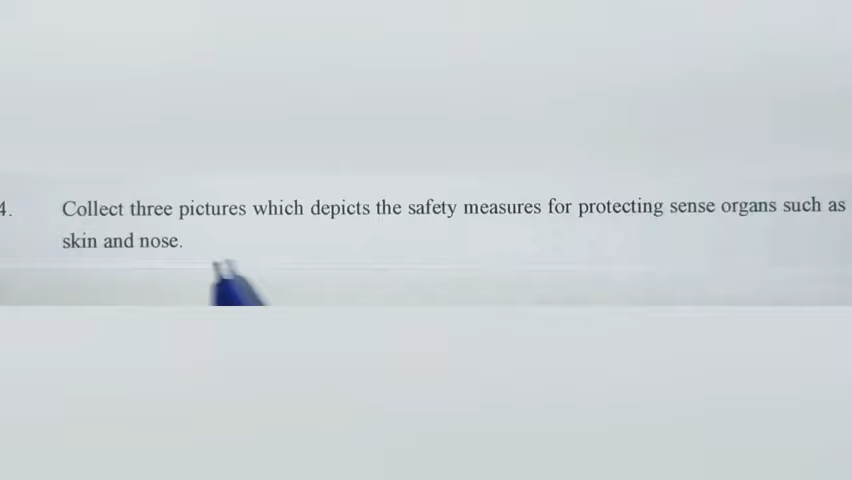 4. Collect three pictures which depicts the safety measures for protecting sense organs such as
skin and nose.